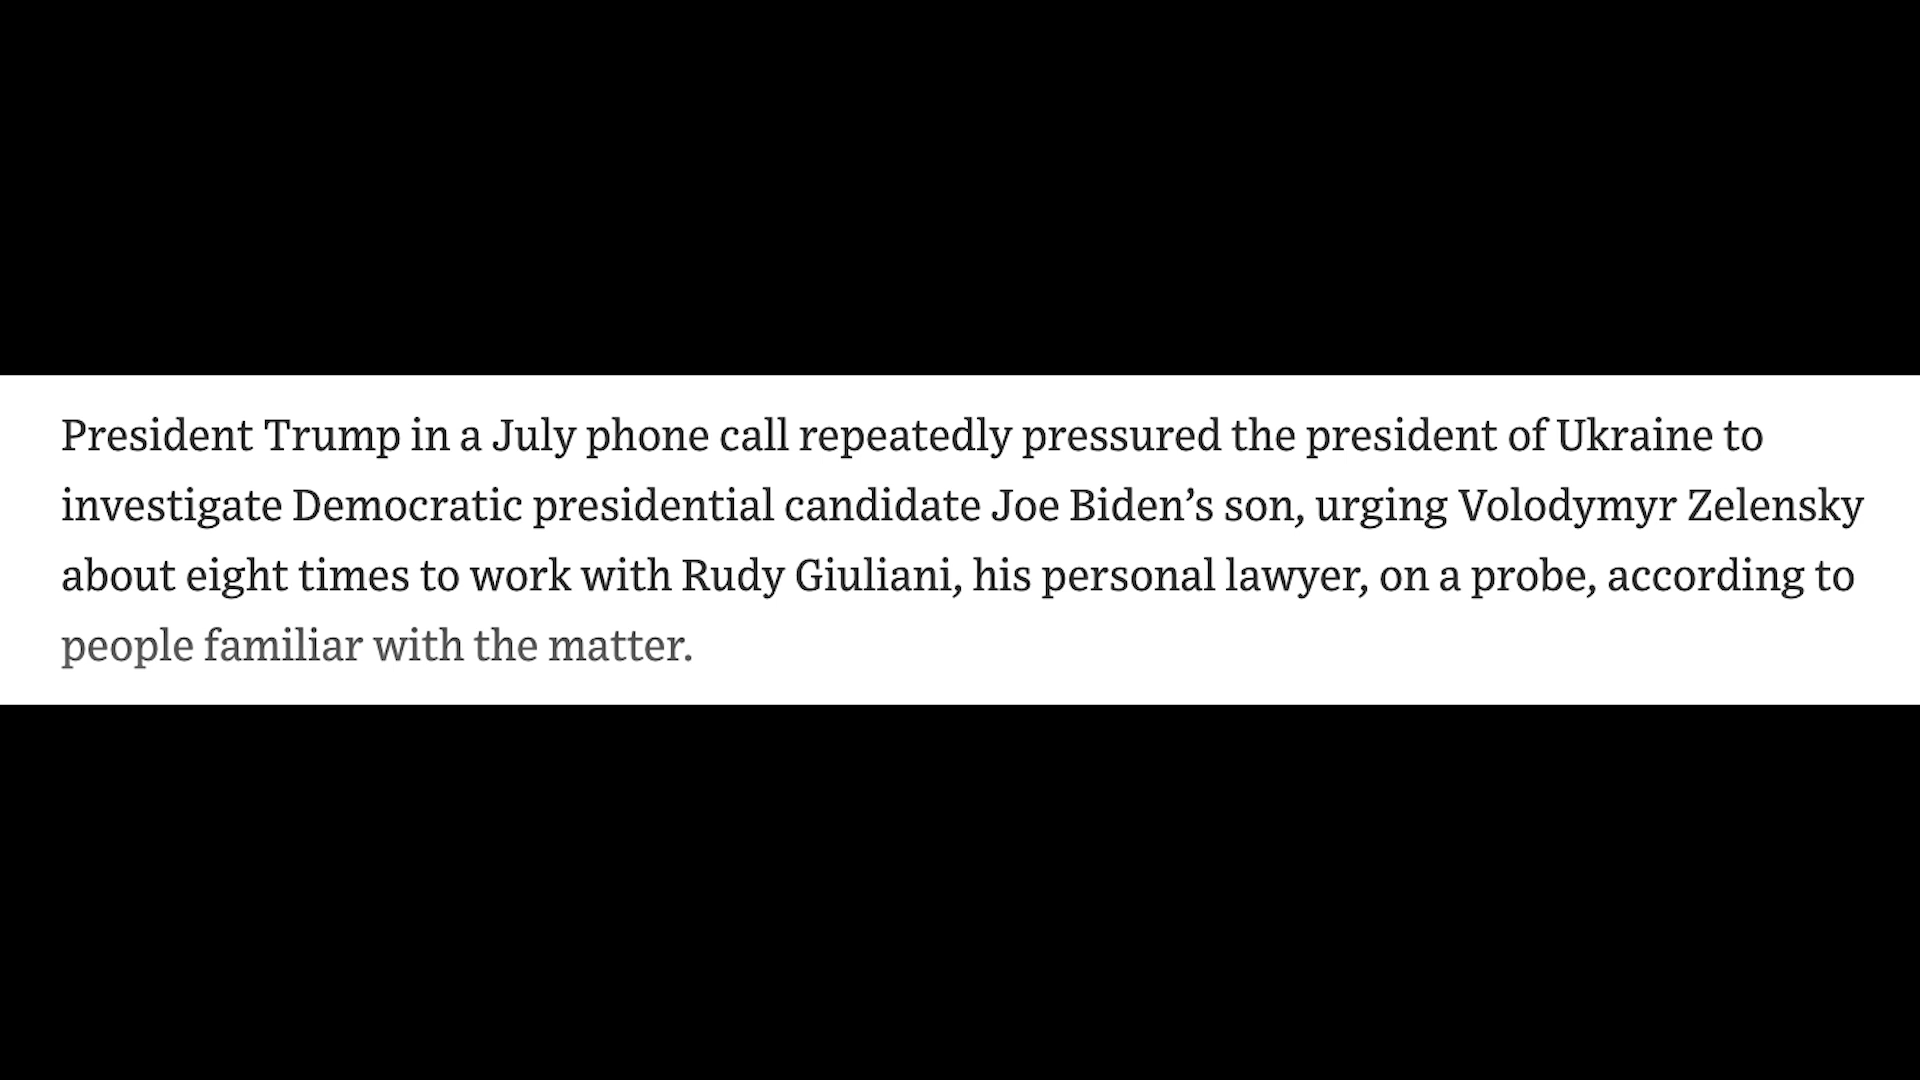 President Trump in a July phone call repeatedly pressured the president of Ukraine to
investigate Democratic presidential candidate Joe Biden’s son, urging Volodymyr Zelensky
about eight times to work with Rudy Giuliani, his personal lawyer, on a probe, according to
people familiar with the matter.